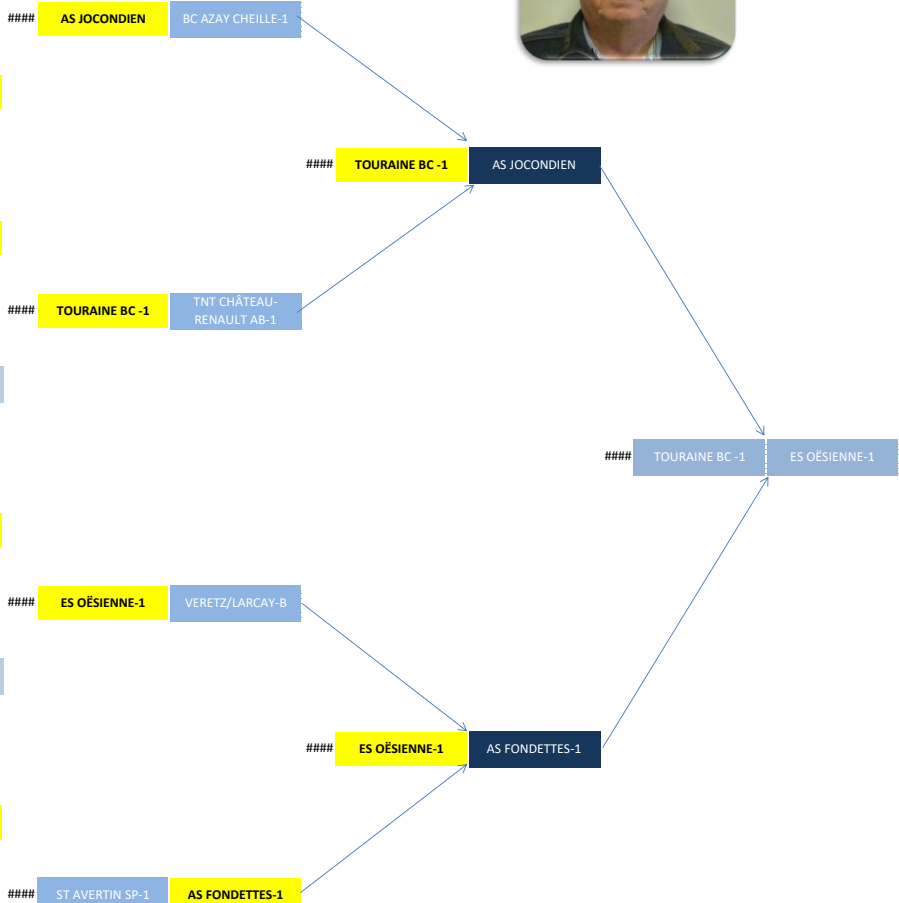 #### AS JOCONDIEN BC AZAY CHEILLE-1
#### TOURAINE BC -1 AS JOCONDIEN
#### TOURAINE BC -1 TNT CHÂTEAU-
RENAULT AB-1
#### TOURAINE BC -1 ES OËSIENNE-1
#### ES OËSIENNE-1 VERETZ/LARCAY-B
#### ES OËSIENNE-1 AS FONDETTES-1
#### ST AVERTIN SP-1 AS FONDETTES-1